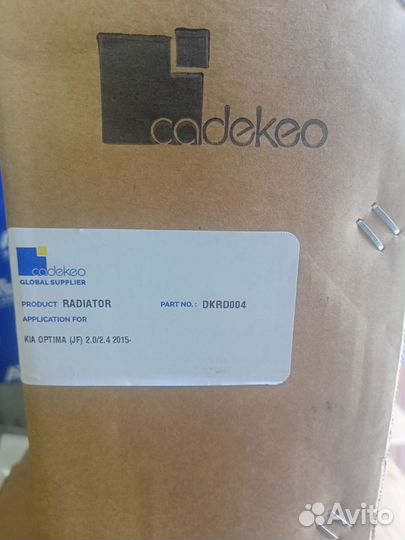 cadekeo
cadekeo
GLOBAL SUPPLIER
PRODUCT RADIATOR PART NO.: DKRD004
APPLICATION FOR
KIA OPTIMA (JF) 2.0/2.4 2015-
Avito